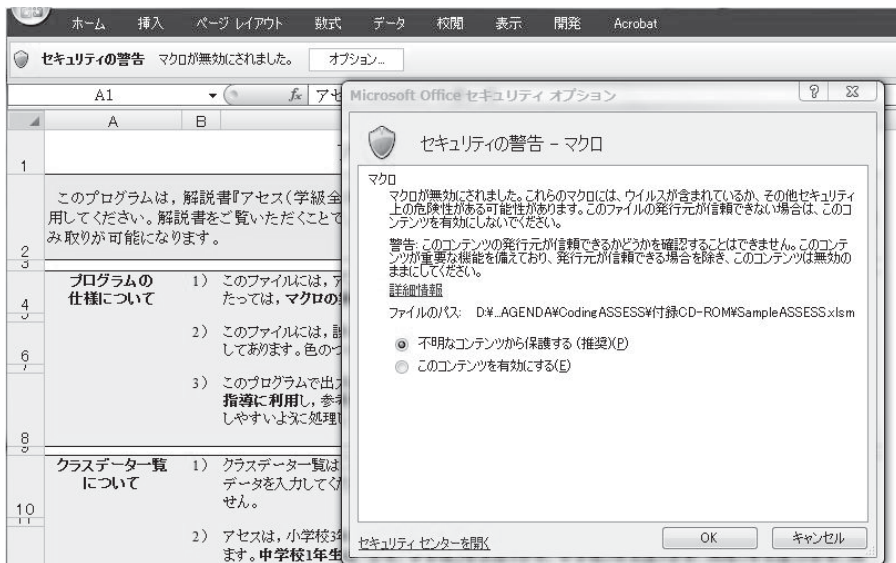 ホーム 挿入 ページ レイアウト 数式 データ 校閲 表示 開発 Acrobat
セキュリティの警告 マクロが無効にされました。 オプション...
A1 fx アセ
A B
1
2
3
4
6
8
9
10
11
このプログラムは，解説書『アセス(学級全
用してください。解説書をご覧いただくことで
み取りが可能になります。
プログラムの
仕様について
1) このファイルには，ア
たっては，マクロの
2) このファイルには，
してあります。色のつ
3) このプログラムで出
指導に利用し，参考
しやすいように処理
クラスデータ一覧
について
1) クラスデータ一覧は
データを入力してく
せん。
2) アセスは，小学校3年
ます。中学校1年生
Microsoft Office セキュリティ オプション
セキュリティの警告 - マクロ
マクロ
マクロが無効にされました。これらのマクロには、ウイルスが含まれているか、その他セキュリティ
上の危険性がある可能性があります。このファイルの発行元が信頼できない場合は、このコ
ンテンツを有効にしないでください。
警告: このコンテンツの発行元が信頼できるかどうかを確認することはできません。このコンテ
ンツが重要な機能を備えており、発行元が信頼できる場合を除き、このコンテンツは無効の
ままにしてください。
詳細情報
ファイルのパス: D:¥...AGENDA¥CodingASSESS¥付録CD-ROM¥SampleASSESS.xlsm
不明なコンテンツから保護する (推奨)(P)
このコンテンツを有効にする(E)
セキュリティ センターを開く
OK キャンセル